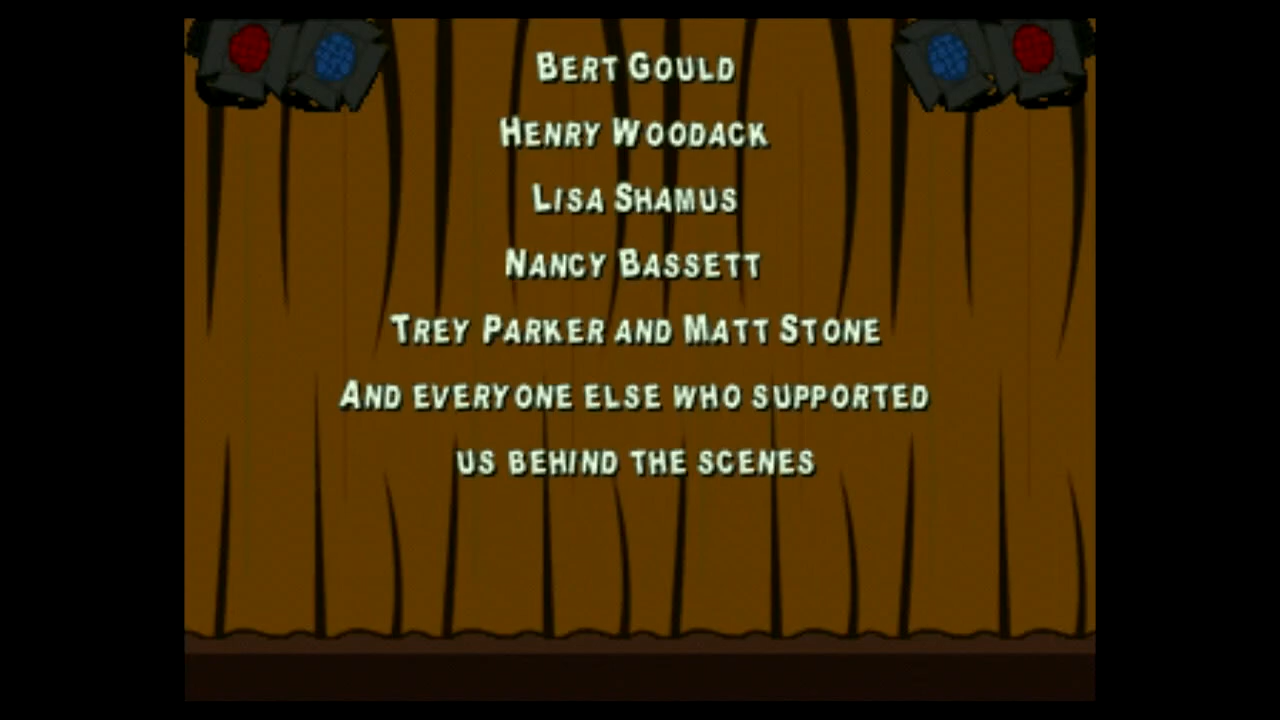 Bert Gould
Henry Woodack
Lisa Shamus
Nancy Bassett
Trey Parker and Matt Stone
And everyone else who supported
us behind the scenes